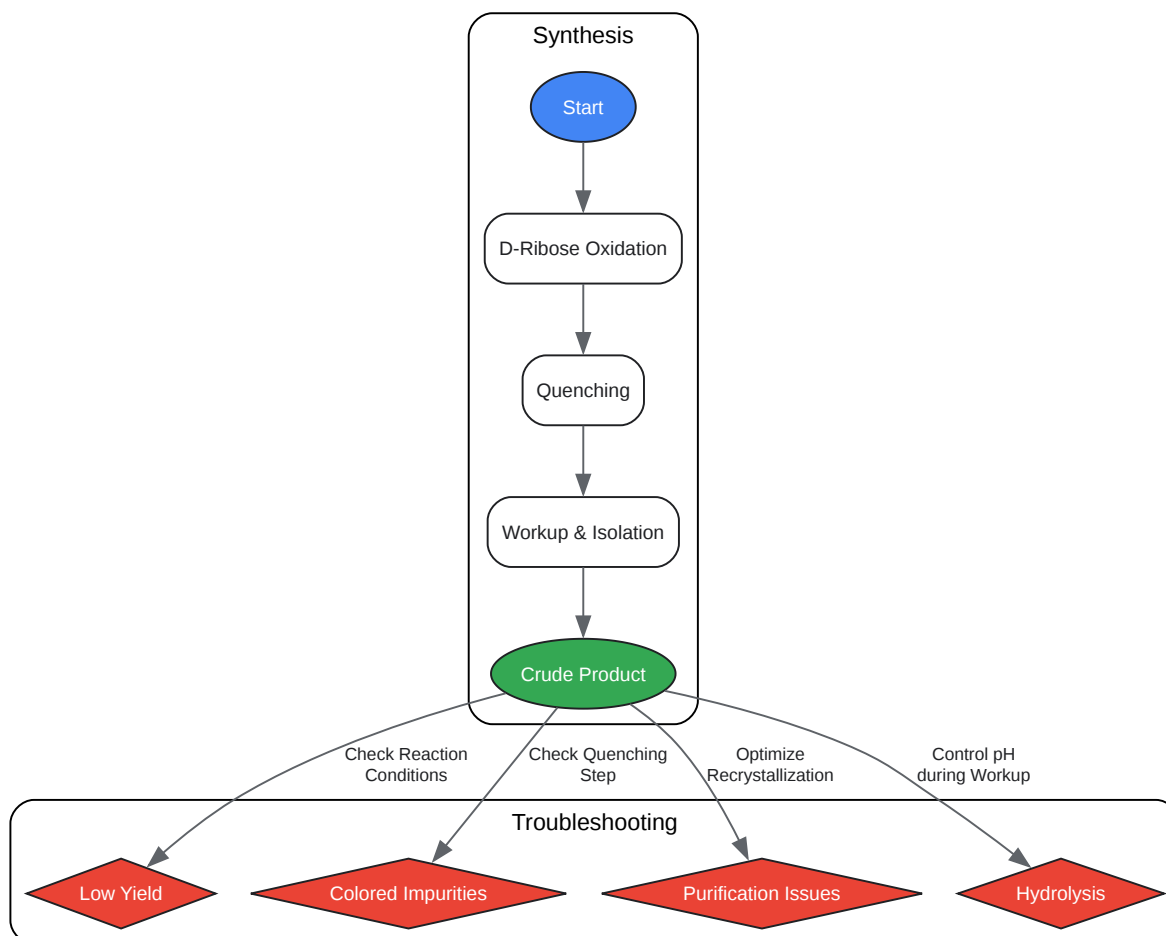 Synthesis
Start
D-Ribose Oxidation
Quenching
Workup & Isolation
Crude Product
Check Reaction
Conditions
Check Quenching
Step
Optimize
Recrystallization
Control pH
during Workup
Troubleshooting
Low Yield
Colored Impurities
Purification Issues
Hydrolysis